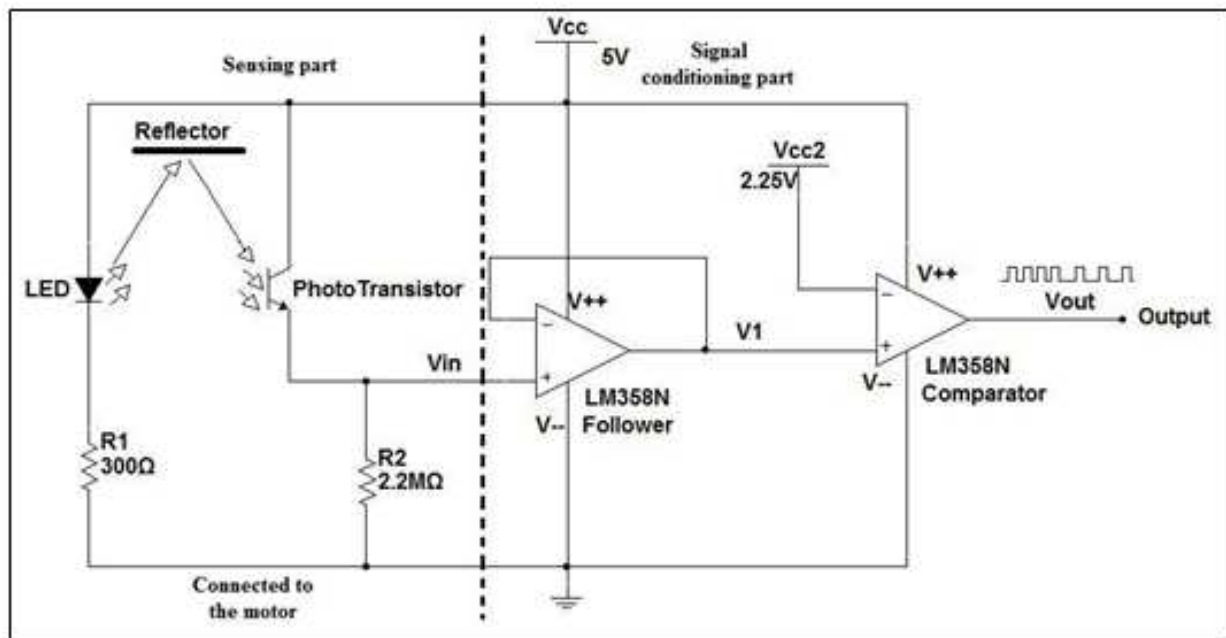 Vcc
5V
Sensing part
Signal
conditioning part
Reflector
Vcc2
2.25V
LED
PhotoTransistor
V++
V++
Vout
Output
Vin
V1
LM358N
Comparator
V--
LM358N
Follower
V--
R1
300Ω
R2
2.2MΩ
Connected to
the motor